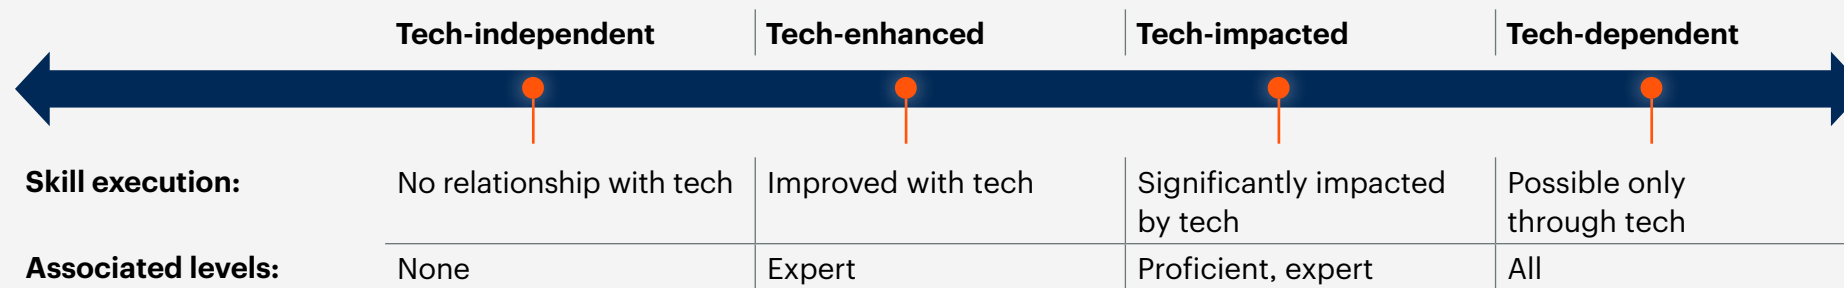 Tech-independent
Tech-enhanced
Tech-impacted
Tech-dependent
Skill execution:
No relationship with tech
Improved with tech
Significantly impacted
by tech
Possible only
through tech
Associated levels:
None
Expert
Proficient, expert
All